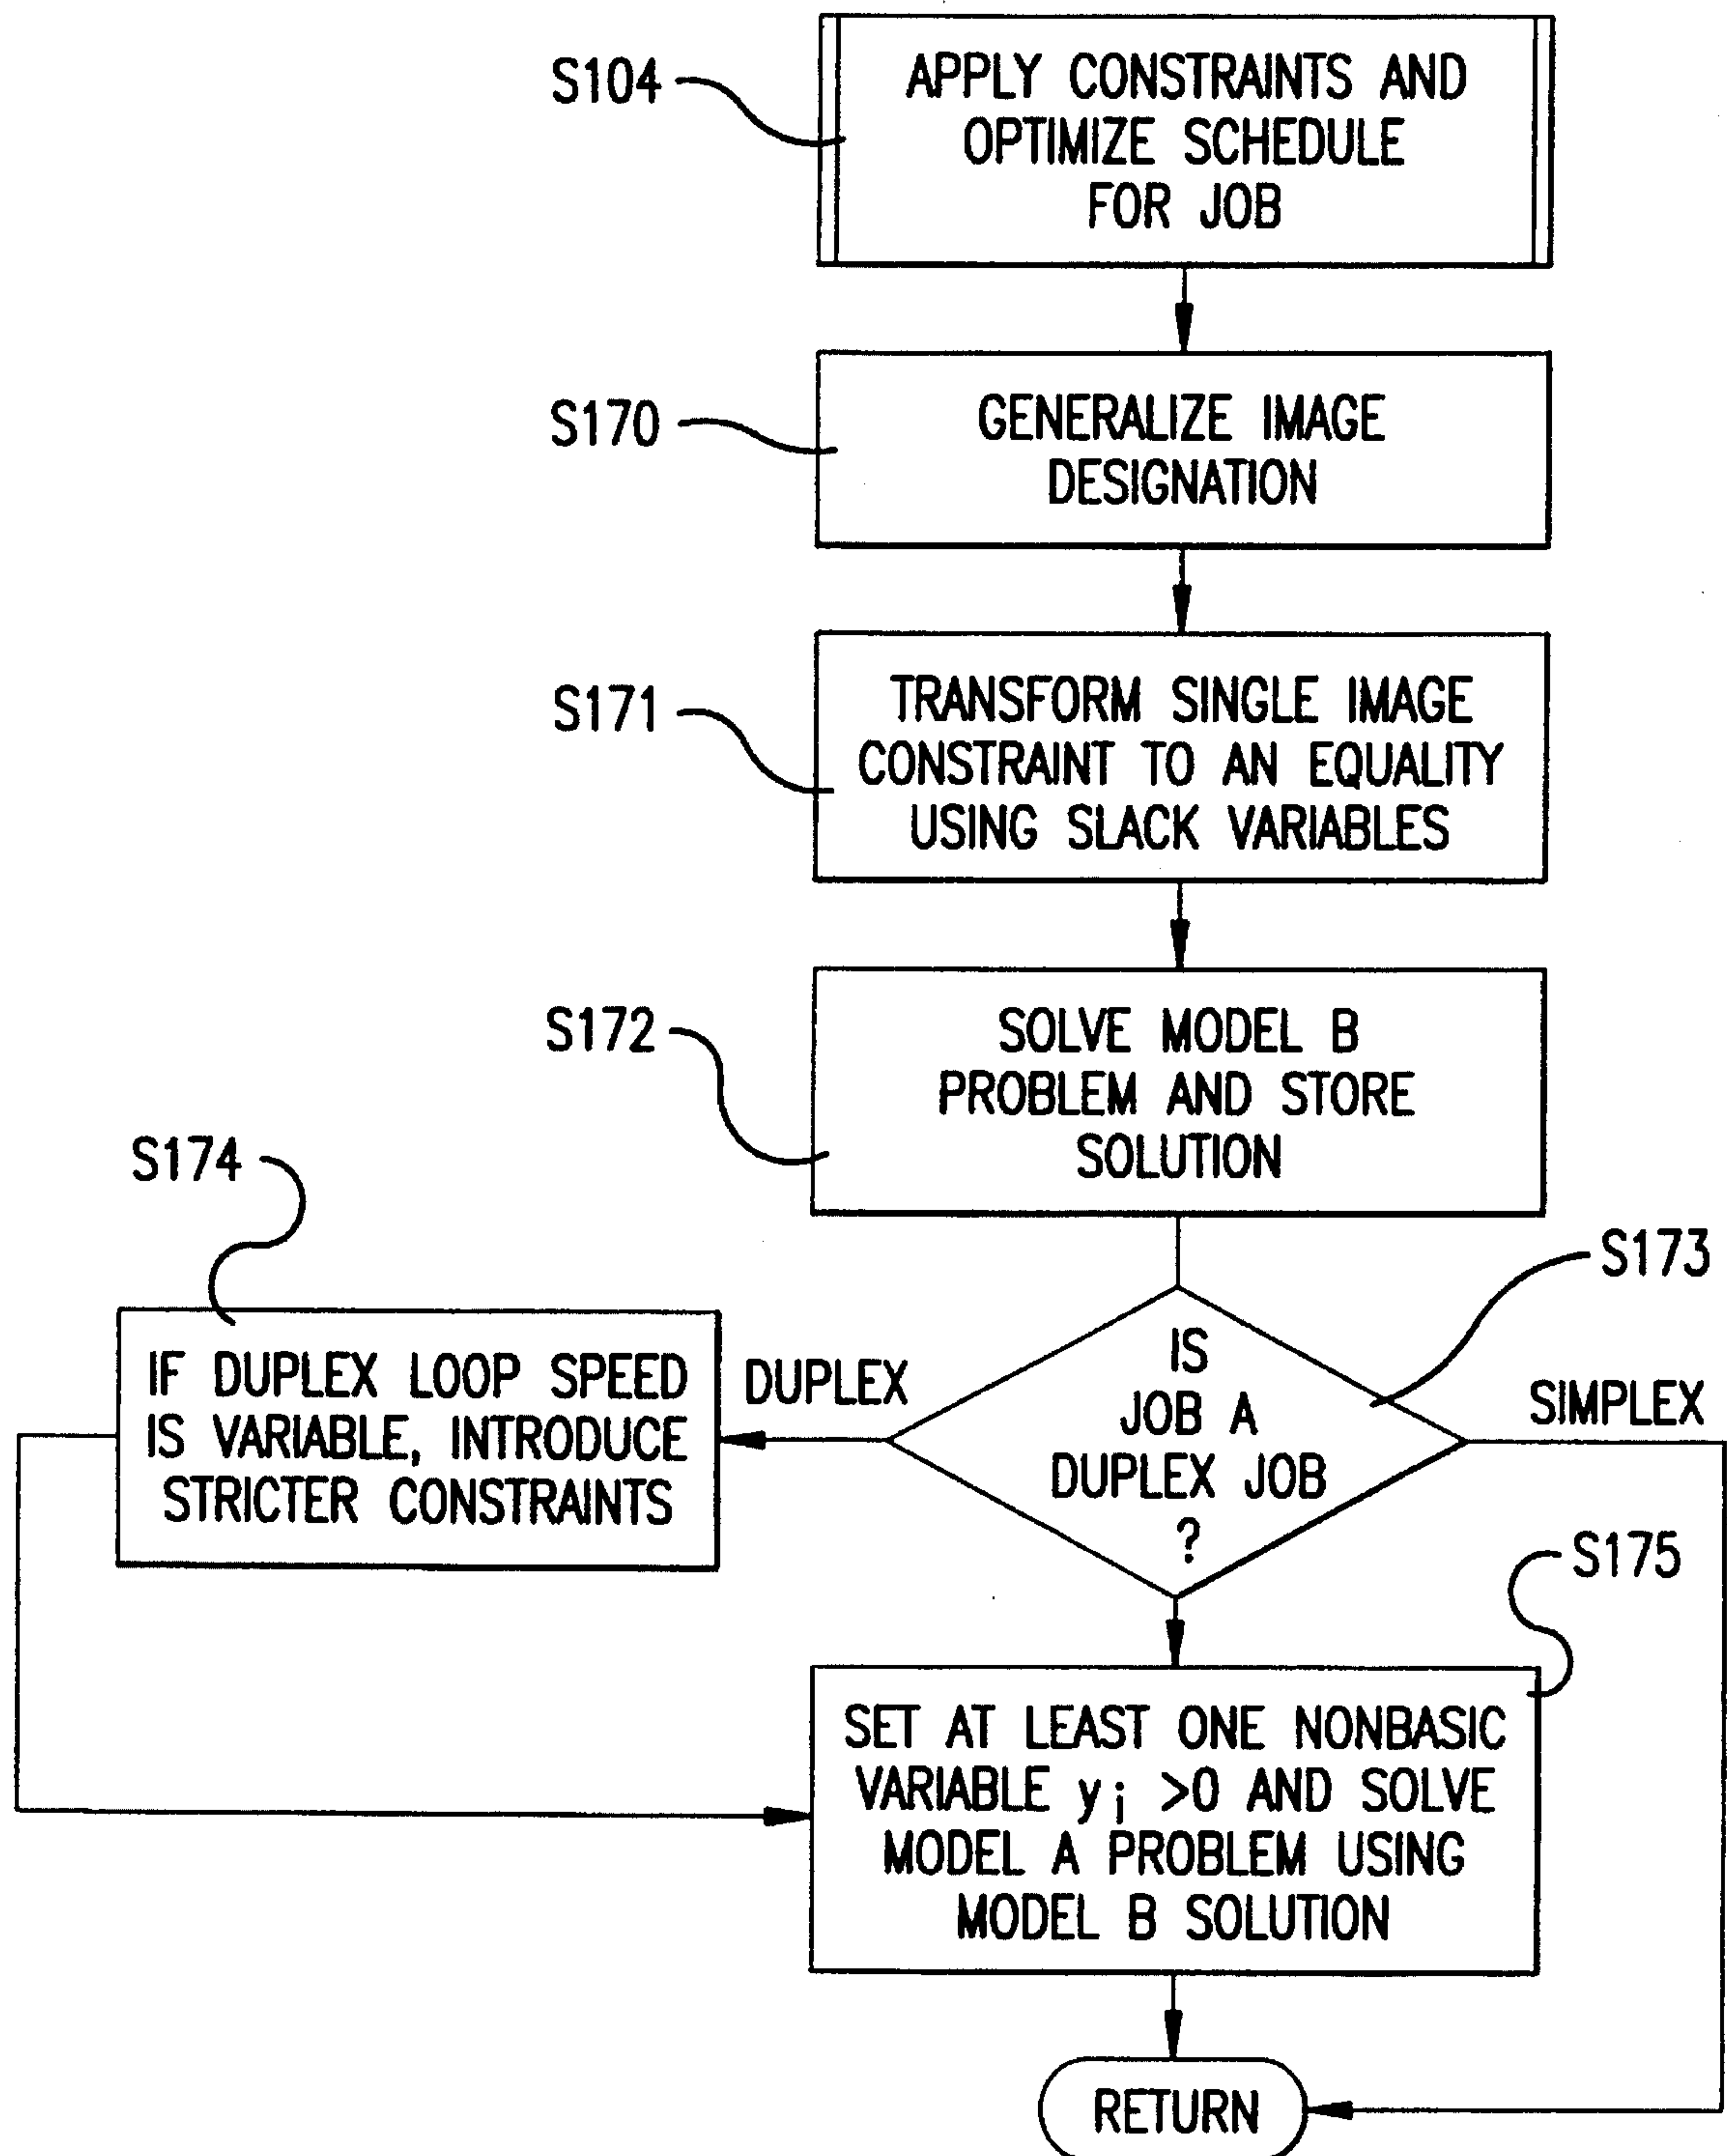 S104
APPLY CONSTRAINTS AND
OPTIMIZE SCHEDULE
FOR JOB
S170
GENERALIZE IMAGE
DESIGNATION
S171
TRANSFORM SINGLE IMAGE
CONSTRAINT TO AN EQUALITY
USING SLACK VARIABLES
S172
SOLVE MODEL B
PROBLEM AND STORE
SOLUTION
S174
IF DUPLEX LOOP SPEED
IS VARIABLE, INTRODUCE
STRICTER CONSTRAINTS
DUPLEX
S173
IS
JOB A
DUPLEX JOB
?
SIMPLEX
S175
SET AT LEAST ONE NONBASIC
VARIABLE y_i >0 AND SOLVE
MODEL A PROBLEM USING
MODEL B SOLUTION
RETURN